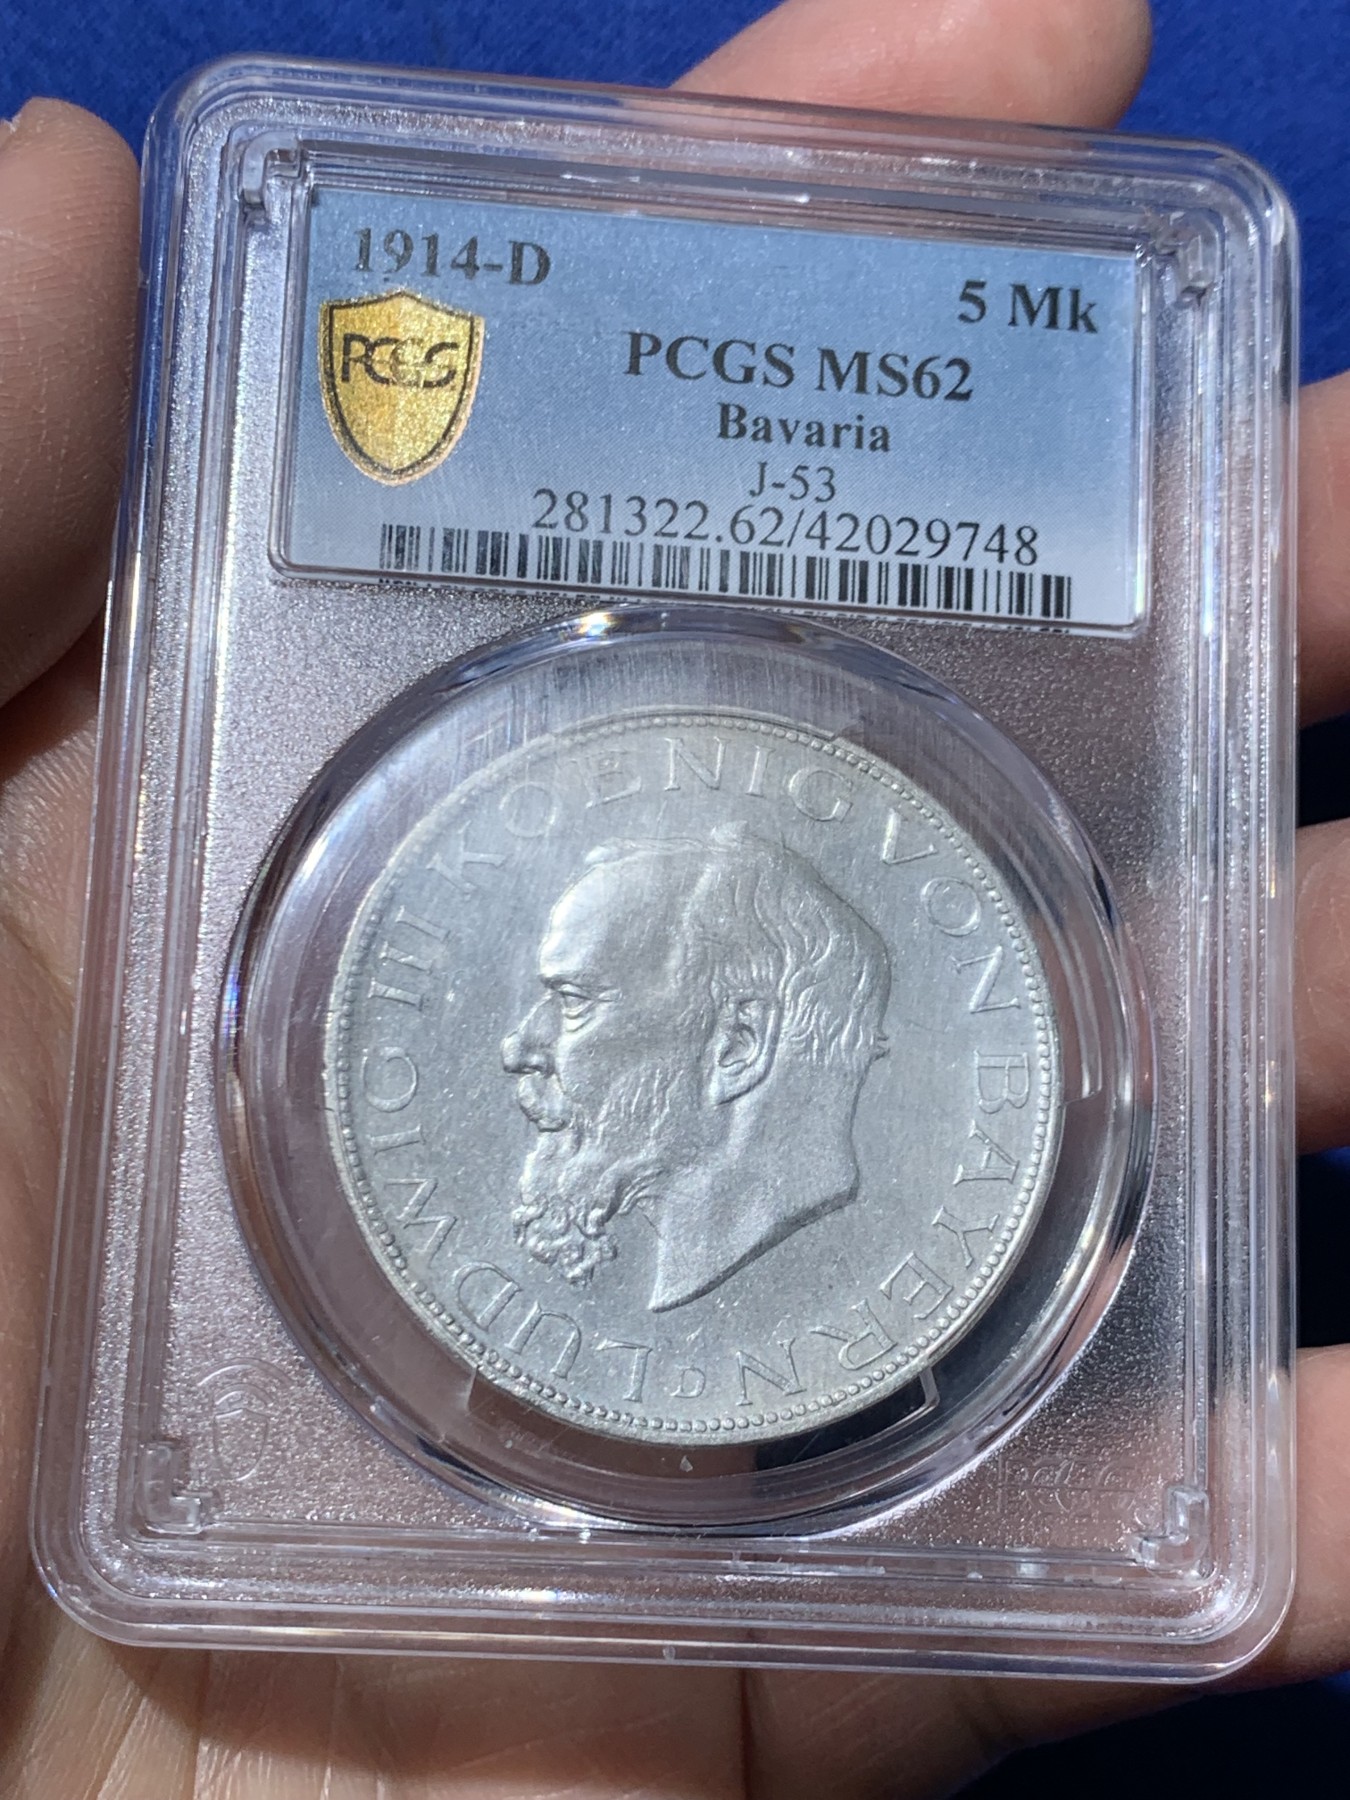 1914-D
5 Mk
PCGS
PCGS MS62
Bavaria
J-53
281322.62/42029748
LUDWIG III KOENIG VON BAYERN
D